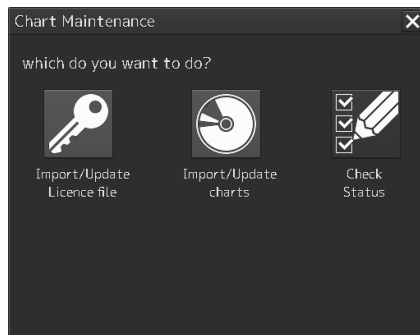 Chart Maintenance
which do you want to do?
Import/Update
Licence file
Import/Update
charts
Check
Status